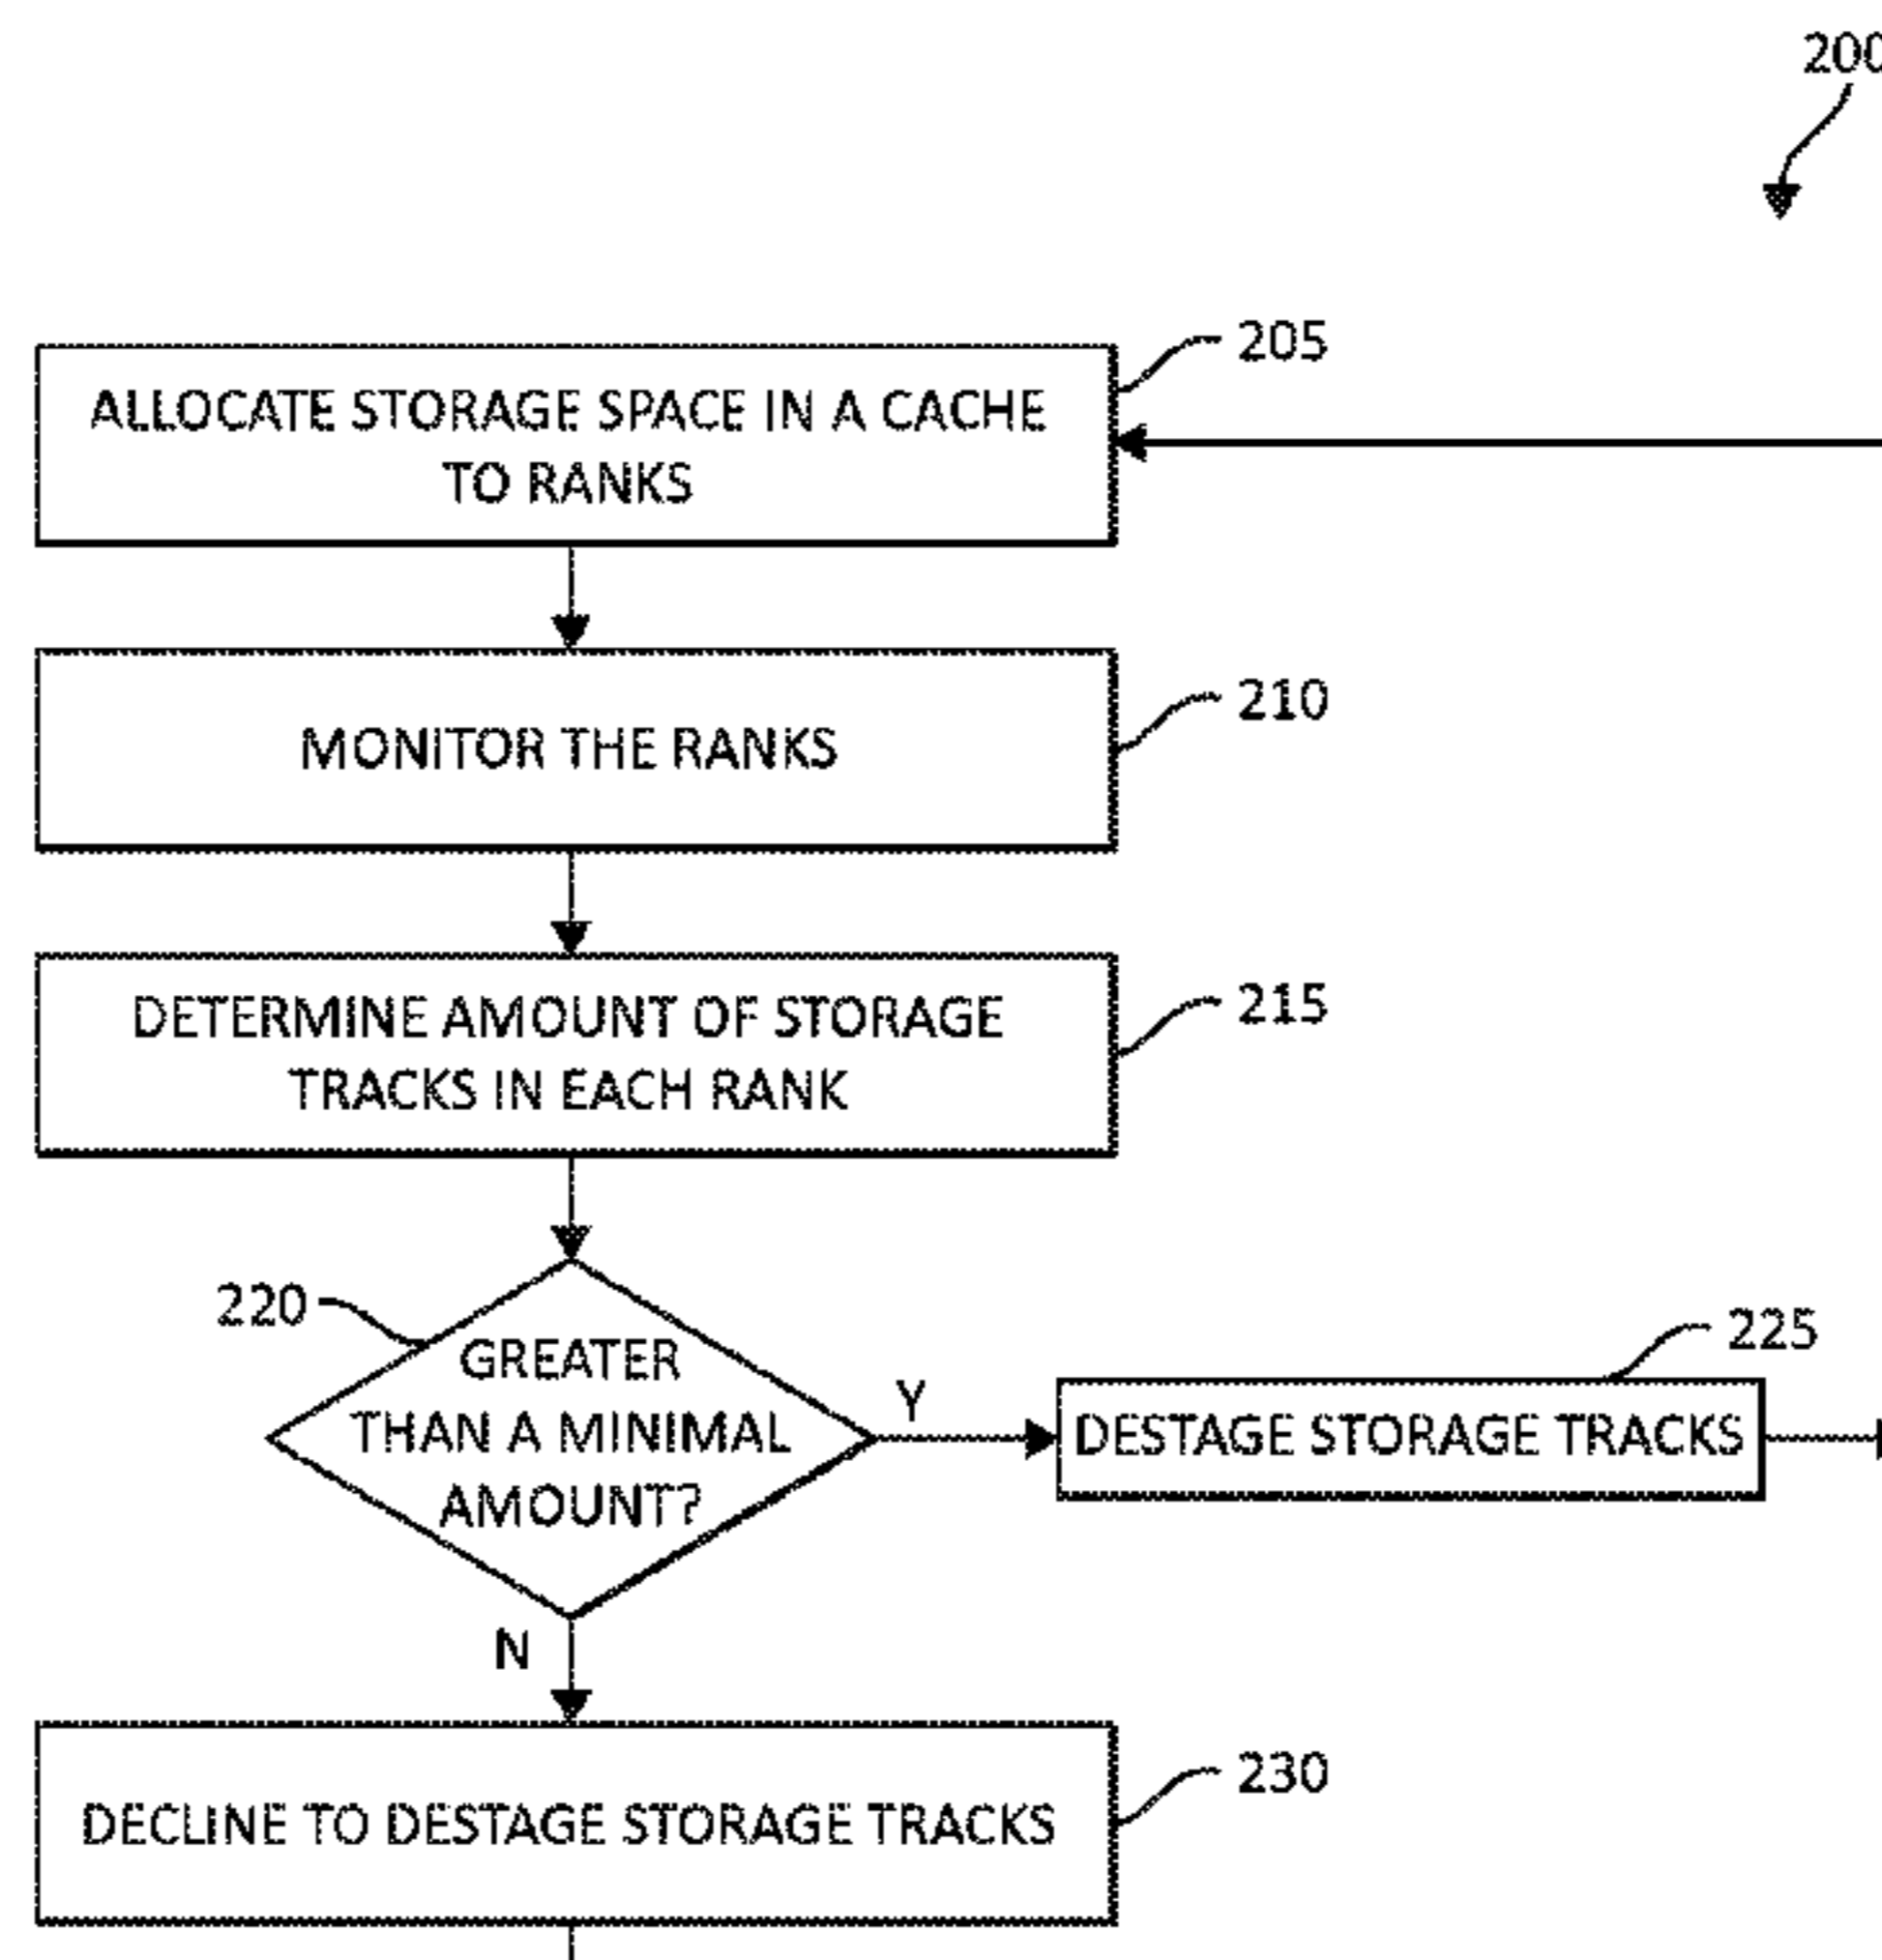 200
205
ALLOCATE STORAGE SPACE IN A CACHE
TO RANKS
210
MONITOR THE RANKS
215
DETERMINE AMOUNT OF STORAGE
TRACKS IN EACH RANK
220
GREATER
THAN A MINIMAL
AMOUNT?
Y
225
DESTAGE STORAGE TRACKS
N
230
DECLINE TO DESTAGE STORAGE TRACKS